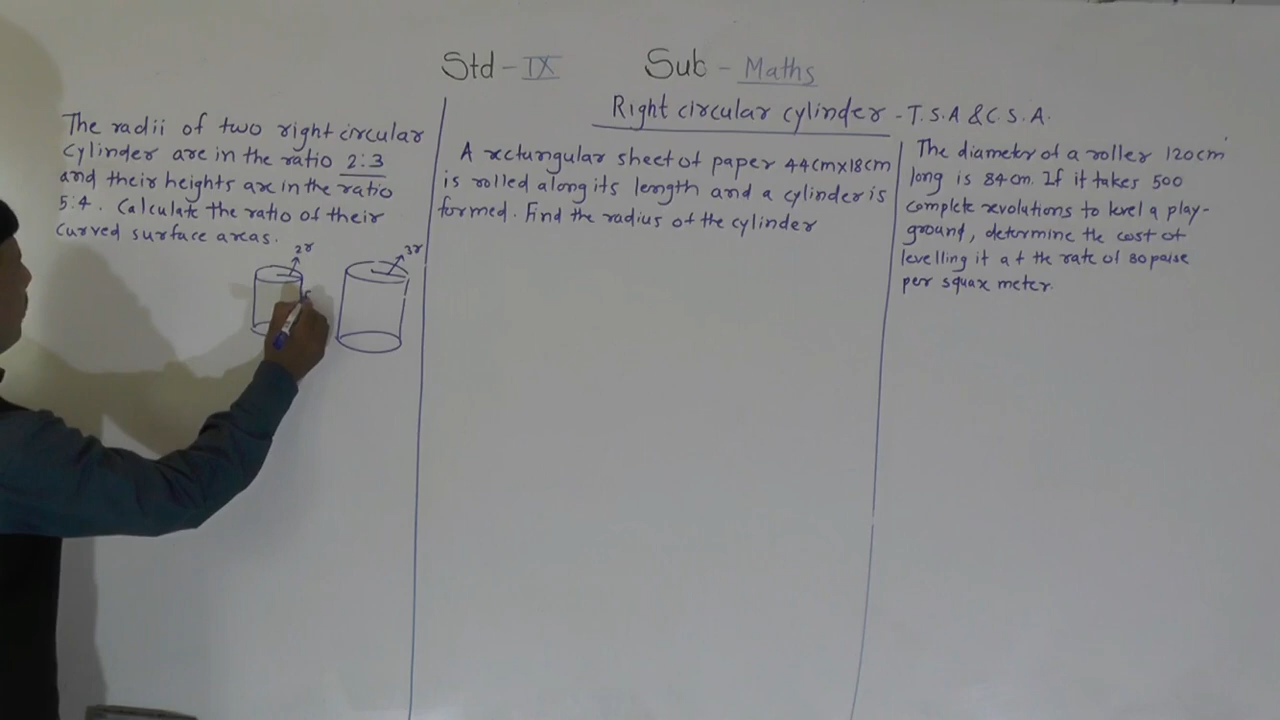 Std - IX Sub - Maths
Right circular cylinder - T.S.A & C.S.A.
The radii of two right circular
cylinder are in the ratio 2:3
and their heights are in the ratio
5:4. Calculate the ratio of their
curved surface areas.
2r
3r
A rectangular sheet of paper 44cmx18cm
is rolled along its length and a cylinder is
formed. Find the radius of the cylinder
The diameter of a roller 120cm
long is 84cm. If it takes 500
complete revolutions to level a play-
ground, determine the cost of
levelling it at the rate of 80 paise
per square meter.